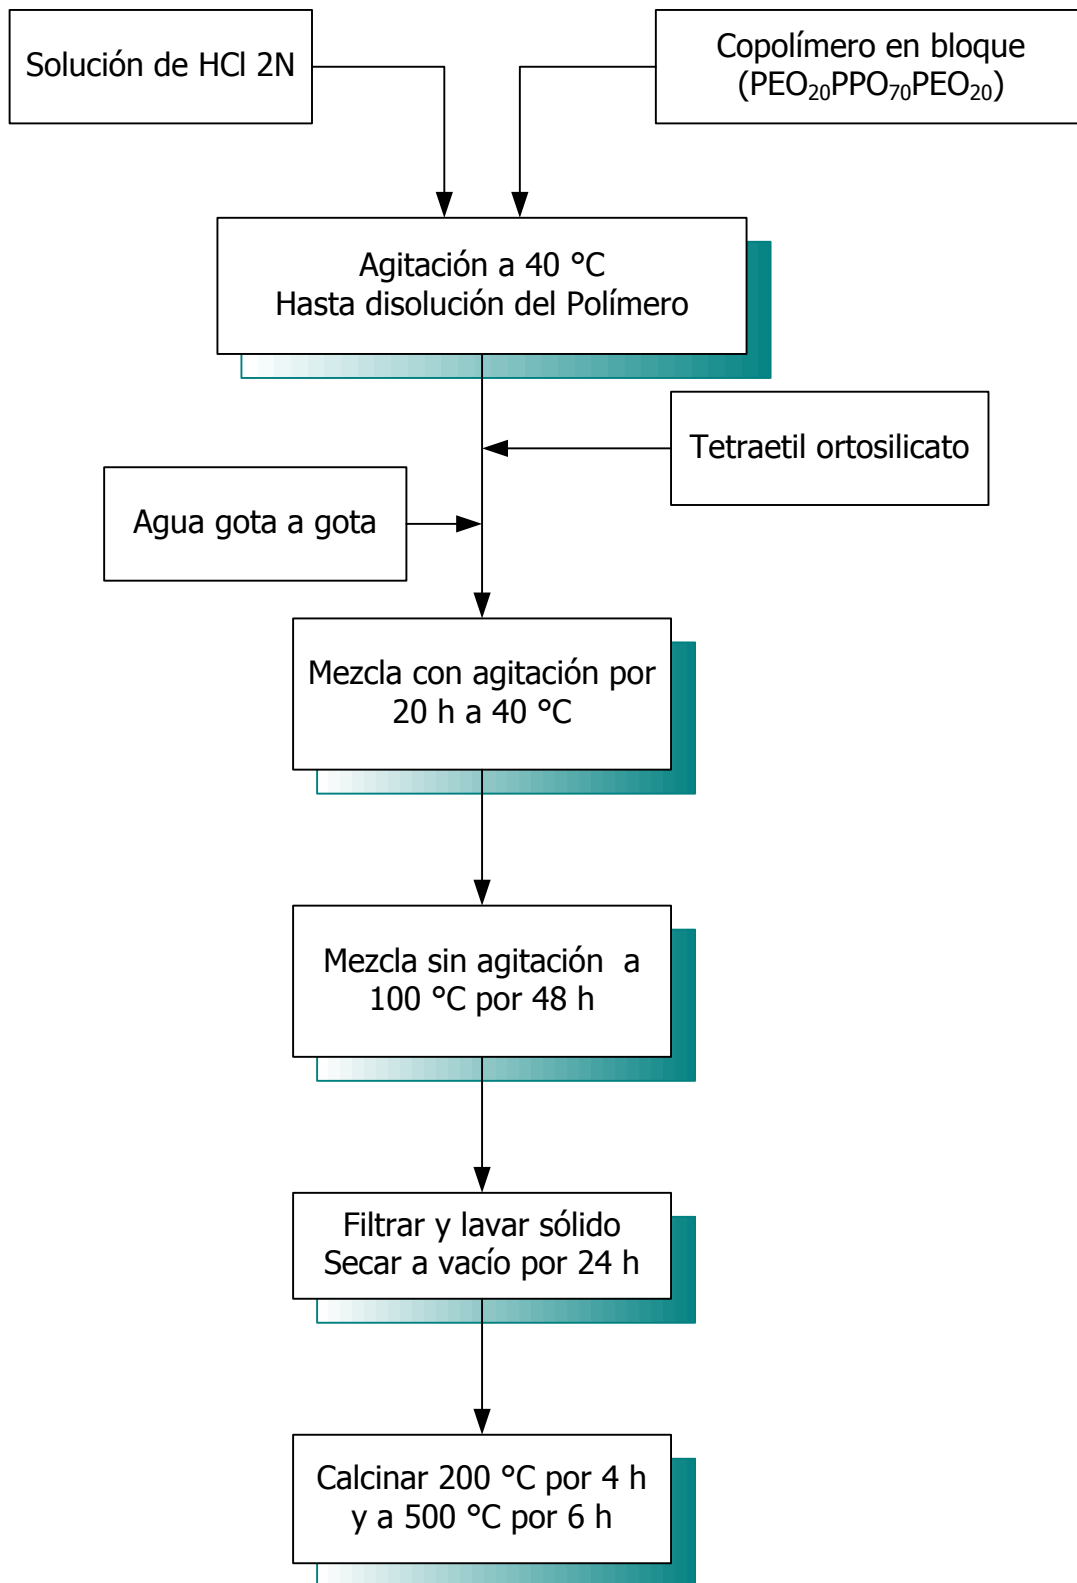 Solución de HCl 2N
Copolímero en bloque
(PEO₂₀PPO₇₀PEO₂₀)
Agitación a 40 °C
Hasta disolución del Polímero
Tetraetil ortosilicato
Agua gota a gota
Mezcla con agitación por
20 h a 40 °C
Mezcla sin agitación a
100 °C por 48 h
Filtrar y lavar sólido
Secar a vacío por 24 h
Calcinar 200 °C por 4 h
y a 500 °C por 6 h